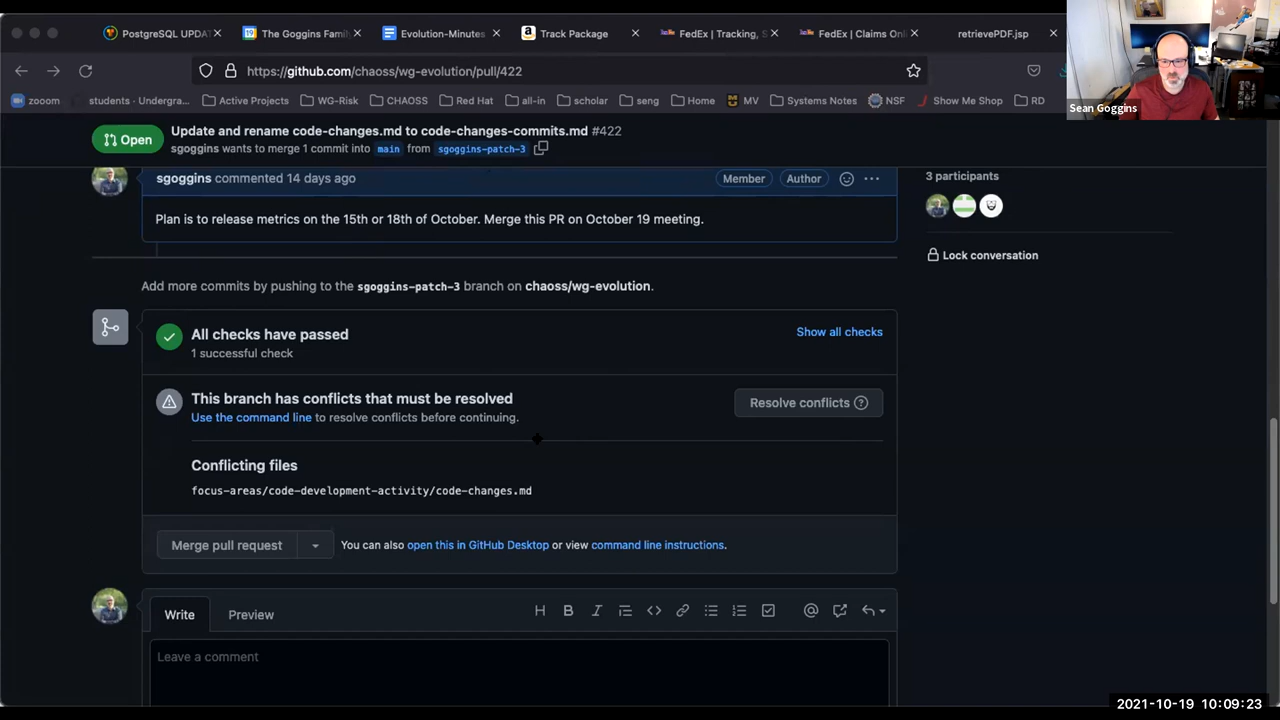 PostgreSQL UPDAT
The Goggins Famil
Evolution-Minutes
Track Package
FedEx | Tracking, S
FedEx | Claims Onli
retrievePDF.jsp
https://github.com/chaoss/wg-evolution/pull/422
zooom
students - Undergra...
Active Projects
WG-Risk
CHAOSS
Red Hat
all-in
scholar
seng
Home
MV
Systems Notes
NSF
Show Me Shop
RD
Sean Goggins
Open
Update and rename code-changes.md to code-changes-commits.md #422
sgoggins wants to merge 1 commit into main from sgoggins-patch-3
sgoggins commented 14 days ago
Member
Author
Plan is to release metrics on the 15th or 18th of October. Merge this PR on October 19 meeting.
3 participants
Lock conversation
Add more commits by pushing to the sgoggins-patch-3 branch on chaoss/wg-evolution.
All checks have passed
Show all checks
1 successful check
This branch has conflicts that must be resolved
Resolve conflicts
Use the command line to resolve conflicts before continuing.
Conflicting files
focus-areas/code-development-activity/code-changes.md
Merge pull request
You can also open this in GitHub Desktop or view command line instructions.
Write
Preview
Leave a comment
2021-10-19 10:09:23